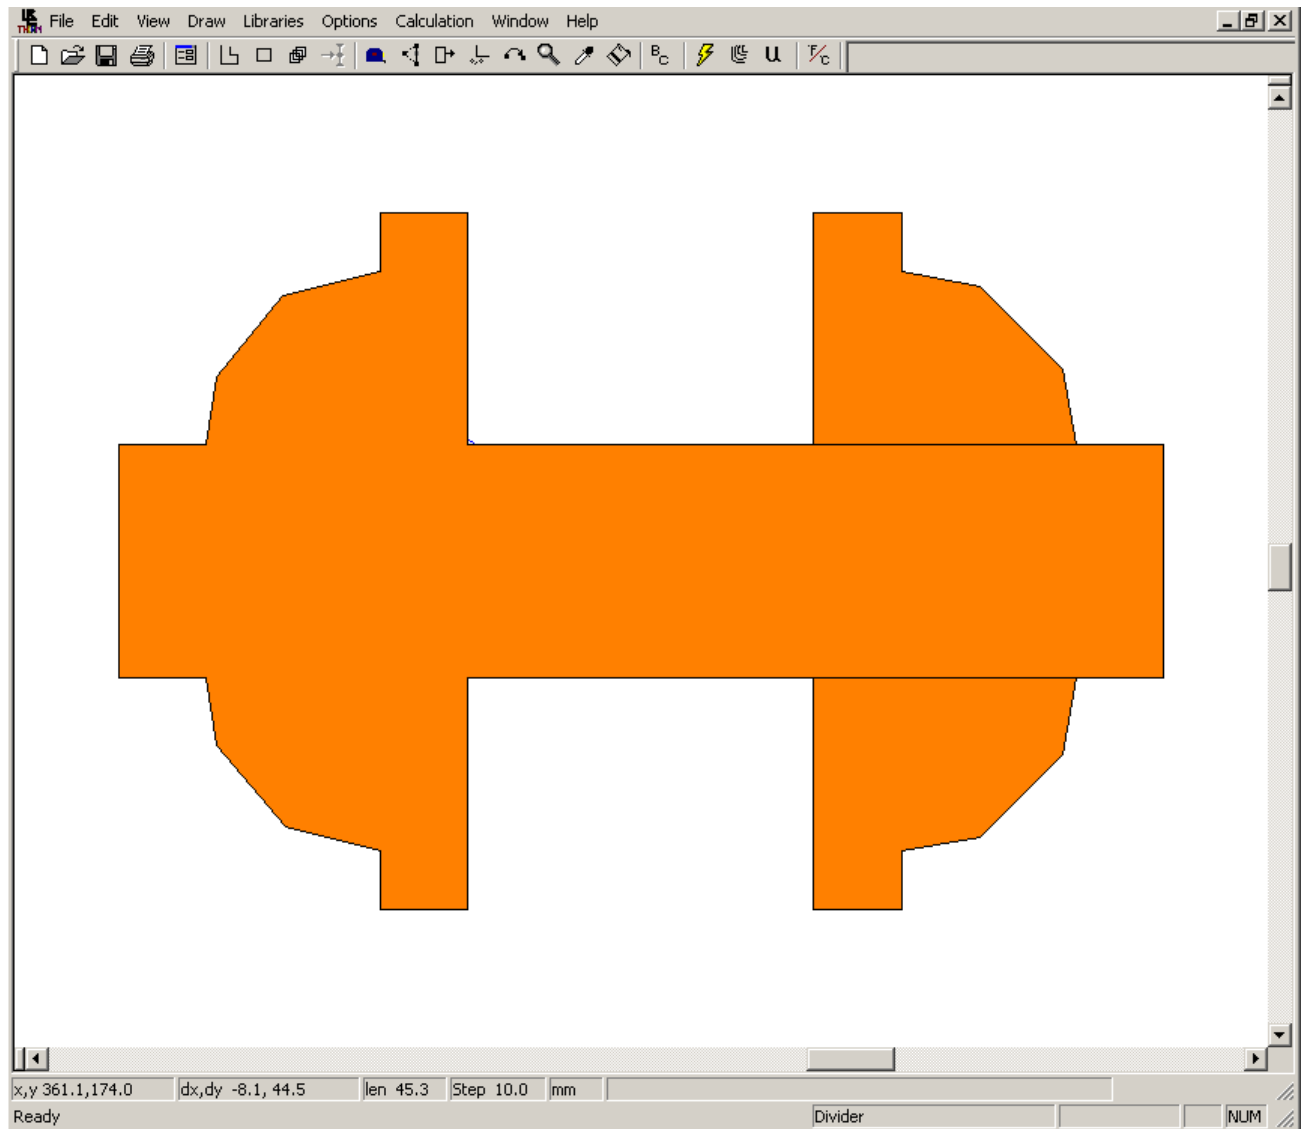 File Edit View Draw Libraries Options Calculation Window Help
BC U T/C
x,y 361.1,174.0 dx,dy -8.1, 44.5 len 45.3 Step 10.0 mm
Ready Divider NUM